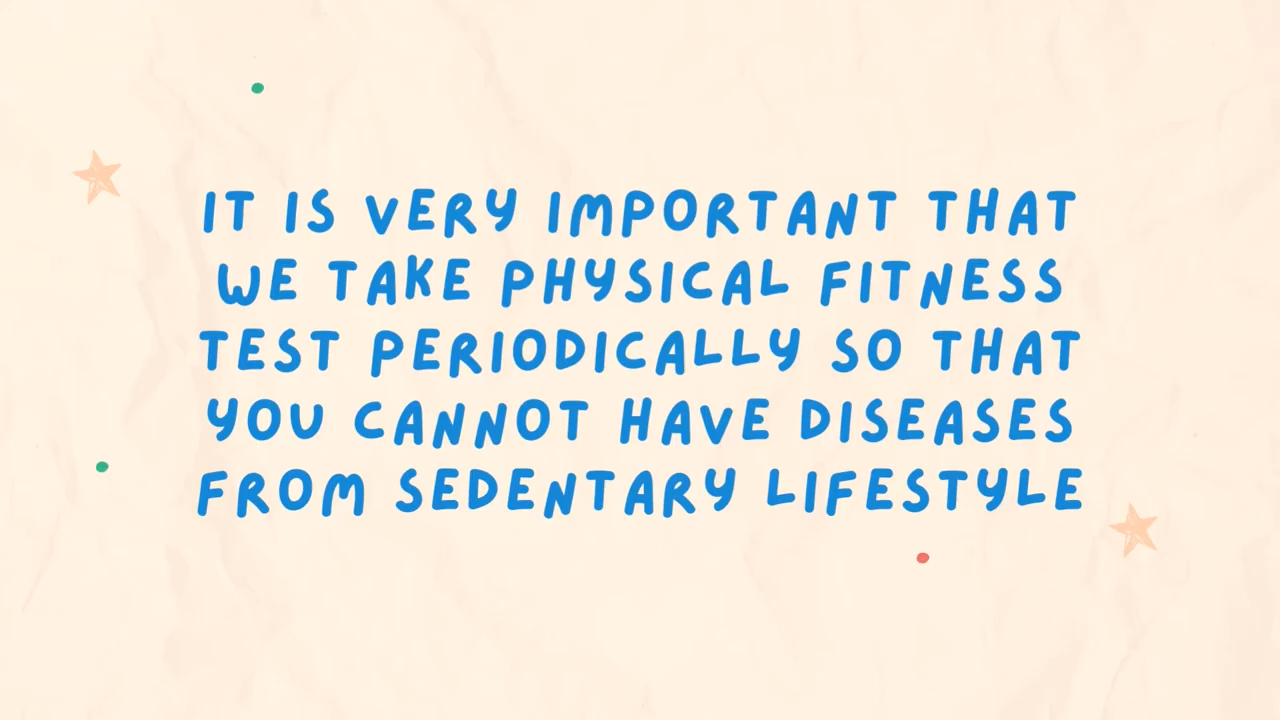 IT IS VERY IMPORTANT THAT
WE TAKE PHYSICAL FITNESS
TEST PERIODICALLY SO THAT
YOU CANNOT HAVE DISEASES
FROM SEDENTARY LIFESTYLE